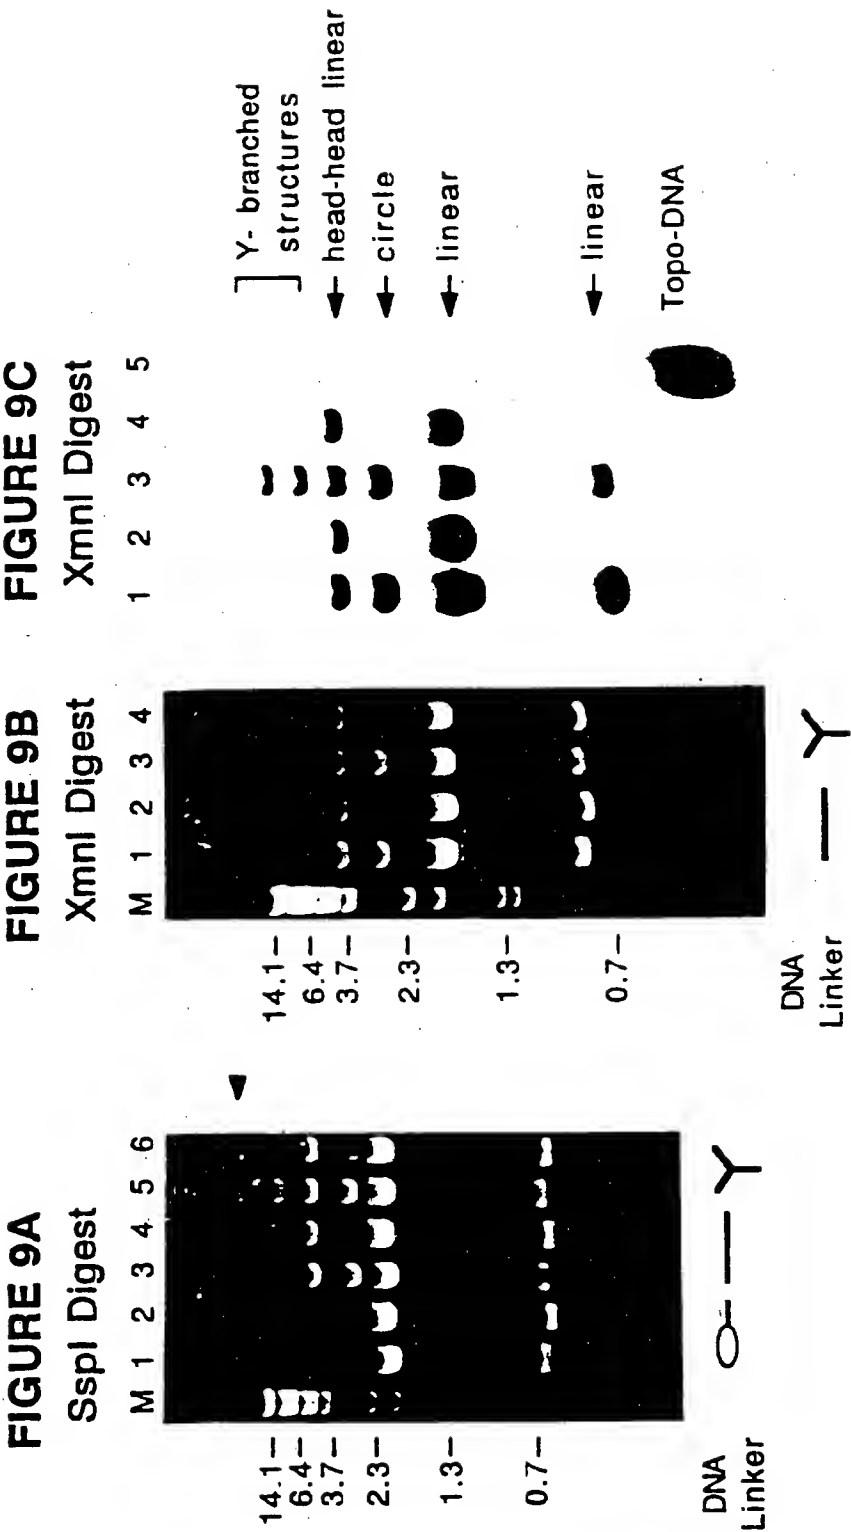 FIGURE 9A
SspI Digest
M 1 2 3 4 5 6
14.1
6.4
3.7
2.3
1.3
0.7
DNA
Linker
FIGURE 9B
XmnI Digest
M 1 2 3 4
14.1
6.4
3.7
2.3
1.3
0.7
DNA
Linker
FIGURE 9C
XmnI Digest
1 2 3 4 5
Y- branched
structures
head-head linear
circle
linear
linear
Topo-DNA